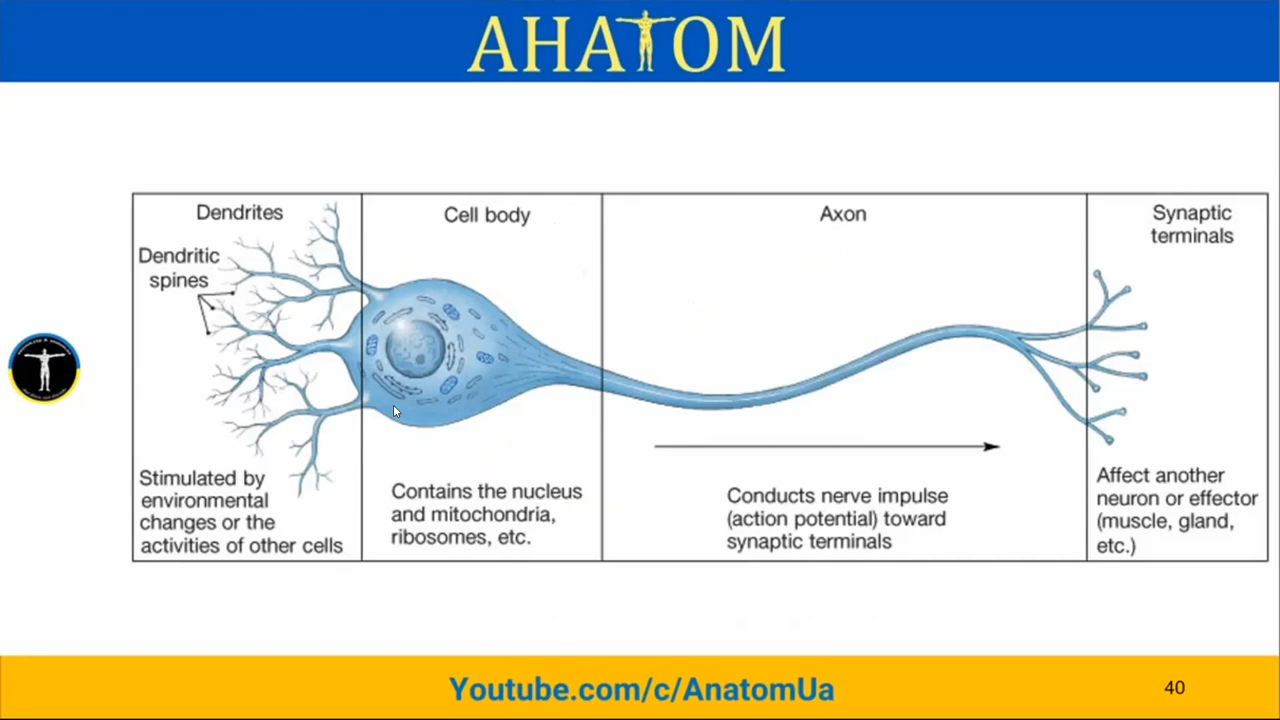 АНАТОМ
Dendrites
Dendritic
spines
Stimulated by
environmental
changes or the
activities of other cells
Cell body
Contains the nucleus
and mitochondria,
ribosomes, etc.
Axon
Conducts nerve impulse
(action potential) toward
synaptic terminals
Synaptic
terminals
Affect another
neuron or effector
(muscle, gland,
etc.)
Youtube.com/c/AnatomUa
40